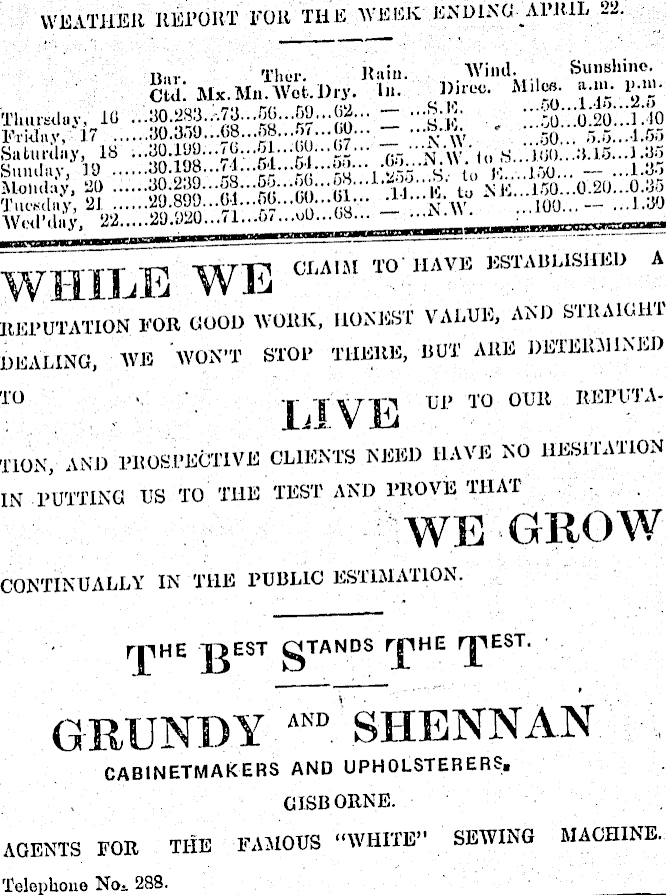 WEATHER REPORT FOR THE WEEK ENDING APRIL 22.
Bar. Ther. Rain. Wind. Sunshine.
Ctd. Mx. Mn. Wet. Dry. In. Direc. Miles. a.m. p.m.
Thursday, 16 ...30.283...73...56...59...62... — ...S.E. ...50...1.45...2.5
Friday, 17 ......30.359...68...58...57...60... — ...S.E. ...50...0.20...1.40
Saturday, 18 ...30.199...76...51...60...67... — ...N.W. ...50... 5.5...4.55
Sunday, 19 ......30.198...74...54...54...55... .65...N.W. to S...160...3.15...1.35
Monday, 20 ......30.239...58...55...56...58...1.255...S. to E....150... — ...1.35
Tuesday, 21 ......29.899...64...56...60...61... .14...E. to NE...150...0.20...0.35
Wed'day, 22.....29.920...71...57...60...68... — ...N.W. ...100... — ...1.30
WHILE WE CLAIM TO HAVE ESTABLISHED A
REPUTATION FOR GOOD WORK, HONEST VALUE, AND STRAIGHT
DEALING, WE WON'T STOP THERE, BUT ARE DETERMINED
TO LIVE UP TO OUR REPUTA-
TION, AND PROSPECTIVE CLIENTS NEED HAVE NO HESITATION
IN PUTTING US TO THE TEST AND PROVE THAT
WE GROW
CONTINUALLY IN THE PUBLIC ESTIMATION.
THE BEST STANDS THE TEST.
GRUNDY AND SHENNAN
CABINETMAKERS AND UPHOLSTERERS,
GISBORNE.
AGENTS FOR THE FAMOUS "WHITE" SEWING MACHINE.
Telephone No. 288.